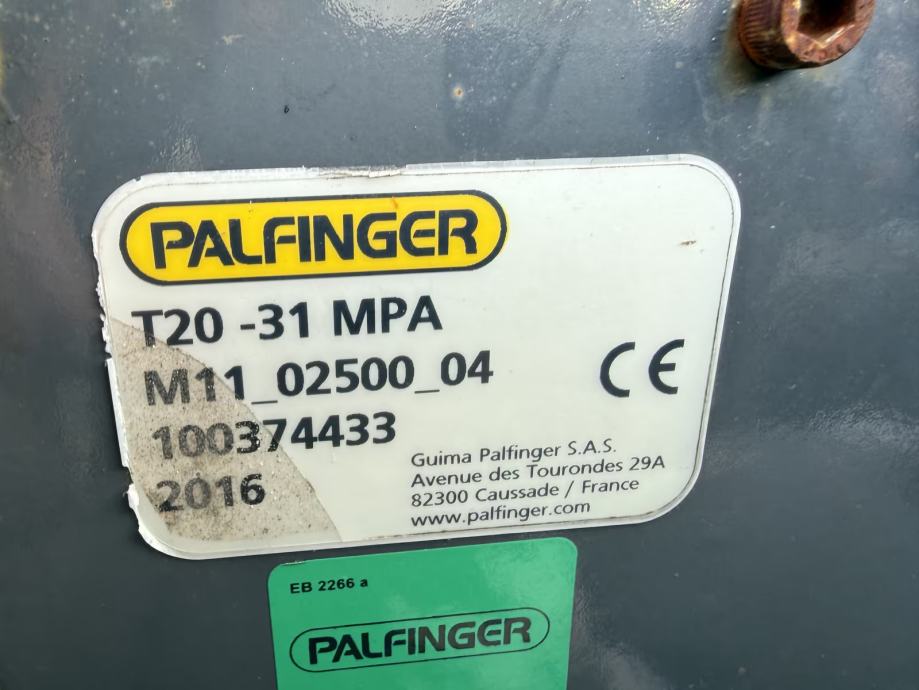 PALFINGER
T20 -31 MPA
M11_02500_04
100374433
2016
CE
Guima Palfinger S.A.S.
Avenue des Tourondes 29A
82300 Caussade / France
www.palfinger.com
EB 2266 a
PALFINGER